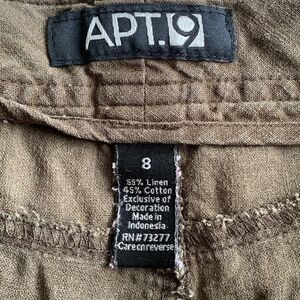 APT.9
8
55% Linen
45% Cotton
Exclusive of
Decoration
Made in
Indonesia
RN#73277
Care on reverse